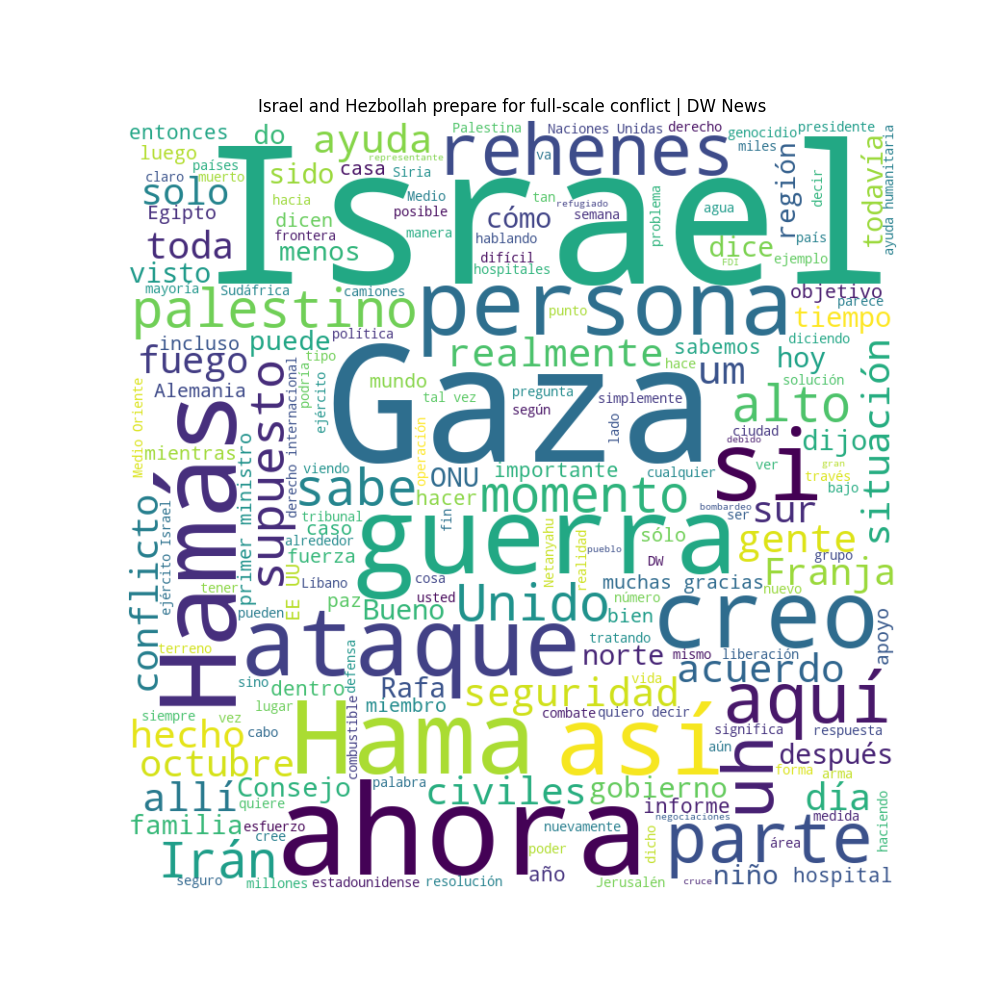 Israel and Hezbollah prepare for full-scale conflict | DW News
entonces do ayuda Palestina Naciones Unidas derecho genocidio presidente
luego países representante rehenes va miles
claro muerto sido casa Siria Israel región todavía ayuda humanitaria
solo hacia Medio tan refugiado decir
Egipto dicen posible cómo semana problema agua
toda frontera manera hablando dice país
visto menos difícil FDI ejemplo
mayoría Sudáfrica camiones hospitales objetivo
palestino persona punto parece tiempo
fuego incluso puede política realmente sabemos hoy diciendo
tipo hace um solución
Alemania podría mundo Gaza pregunta simplemente alto
Medio Oriente Hamás supuesto derecho internacional ejército tal vez según lado ciudad dijo situación
mientras operación debido si
viendo sabe ONU importante cualquier ver gran través
primer ministro hacer momento bajo
conflicto ejército Israel tribunal fin bombardeo ser sur
caso guerra sólo gente
alrededor Netanyahu realidad pueblo grupo
fuerza DW
tener EE UU Líbano cosa muchas gracias Franja
paz usted número nuevo
pueden Bueno Unido bien creo apoyo
terreno ataque tratando
norte mismo liberación
sino dentro defensa Rafa seguridad vida acuerdo
lugar miembro aquí
siempre vez combustible Hama combate quiero decir significa respuesta
hecho cabo así aún uh después
octubre forma arma
allí Consejo palabra civiles gobierno día
quiere ahora informe medida
familia esfuerzo nuevamente negociaciones parte haciendo
cree dicho área
Irán poder
seguro año niño hospital
millones estadounidense resolución Jerusalén cruce